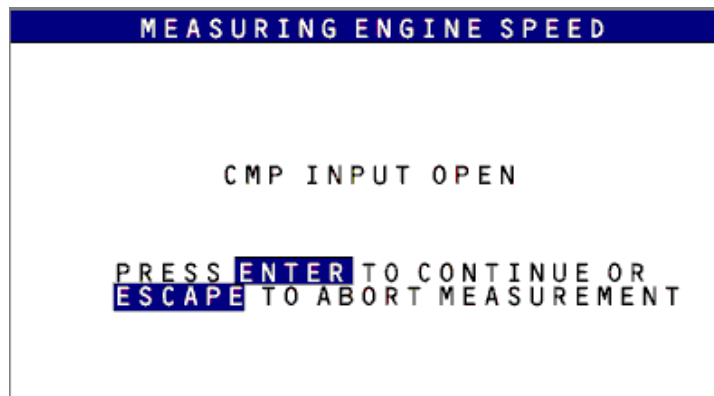 MEASURING ENGINE SPEED
CMP INPUT OPEN
PRESS ENTER TO CONTINUE OR
ESCAPE TO ABORT MEASUREMENT